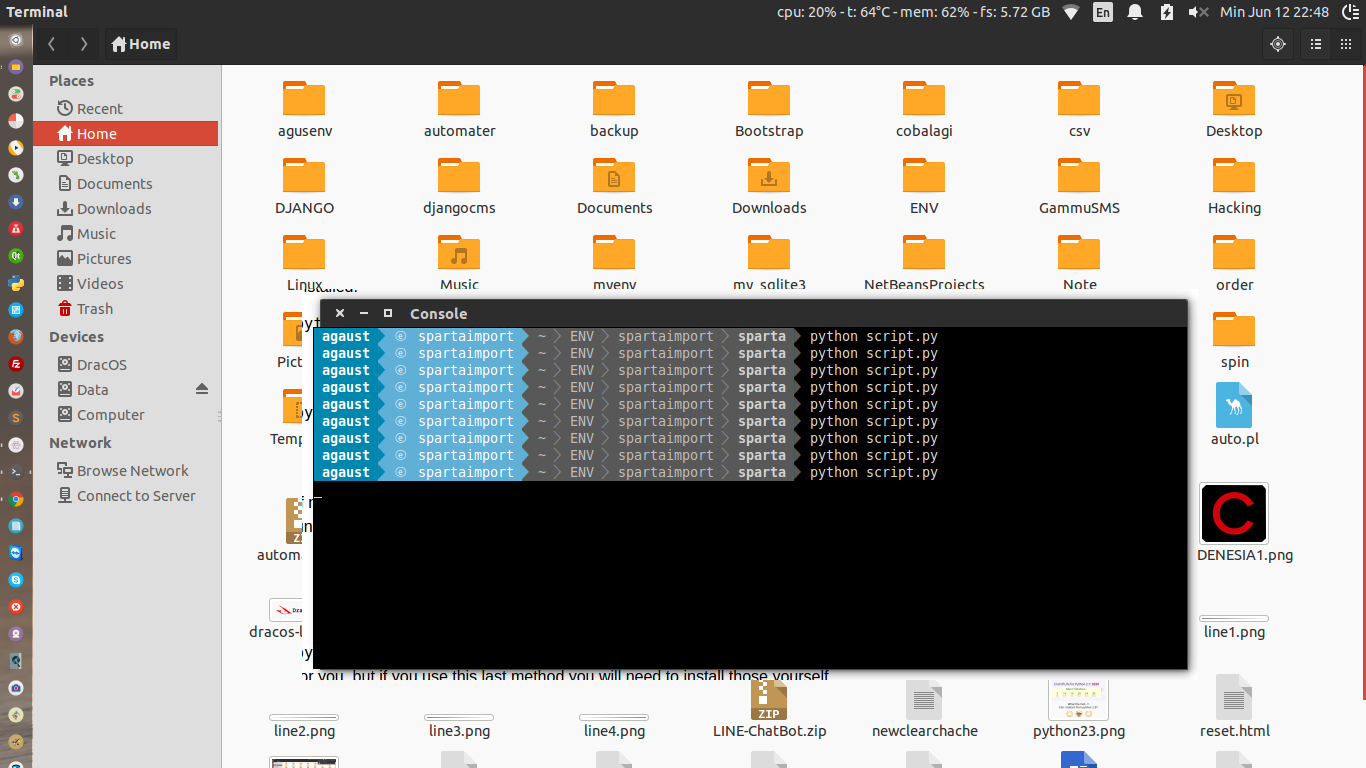 Terminal
cpu: 20% - t: 64°C - mem: 62% - fs: 5.72 GB
En
Min Jun 12 22:48
Home
Places
Recent
Home
Desktop
Documents
Downloads
Music
Pictures
Videos
Trash
Devices
DracOS
Data
Computer
Network
Browse Network
Connect to Server
agusenv automater backup Bootstrap cobalagi csv Desktop
DJANGO djangocms Documents Downloads ENV GammuSMS Hacking
Linux Music myenv my_sqlite3 NetBeansProjects Note order
installed.
Console
agaust ⓔ spartaimport ~ ENV spartaimport sparta python script.py
agaust ⓔ spartaimport ~ ENV spartaimport sparta python script.py
agaust ⓔ spartaimport ~ ENV spartaimport sparta python script.py
agaust ⓔ spartaimport ~ ENV spartaimport sparta python script.py
agaust ⓔ spartaimport ~ ENV spartaimport sparta python script.py
agaust ⓔ spartaimport ~ ENV spartaimport sparta python script.py
agaust ⓔ spartaimport ~ ENV spartaimport sparta python script.py
agaust ⓔ spartaimport ~ ENV spartaimport sparta python script.py
agaust ⓔ spartaimport ~ ENV spartaimport sparta python script.py
Pict
spin
Temp
auto.pl
automa
DENESIA1.png
dracos-l
line1.png
or you, but if you use this last method you will need to install those yourself
ZIP
line2.png line3.png line4.png LINE-ChatBot.zip newclearchache python23.png reset.html